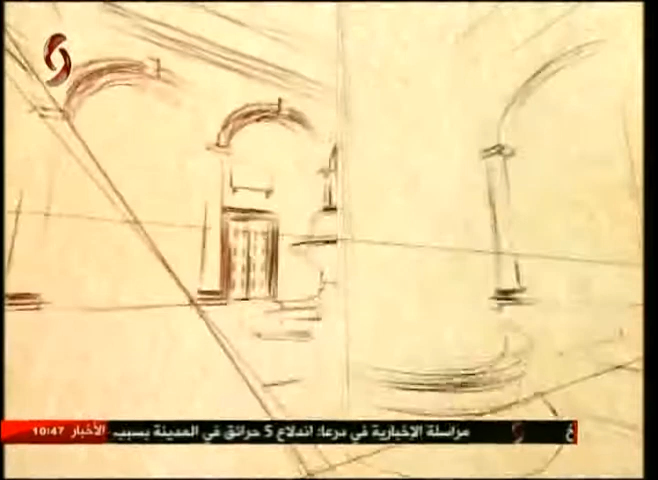 مراسلة الإخبارية في درعا: اندلاع 5 حرائق في المدينة بسبب
الأخبار 10:47